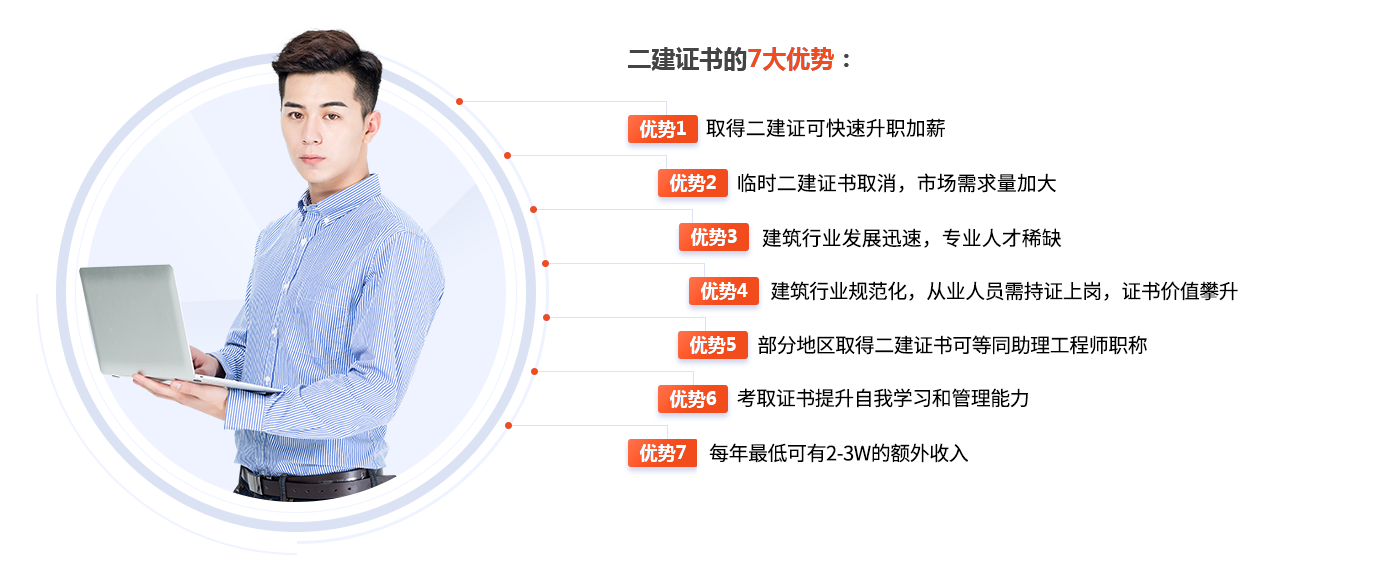 二建证书的7大优势：
优势1 取得二建证可快速升职加薪
优势2 临时二建证书取消，市场需求量加大
优势3 建筑行业发展迅速，专业人才稀缺
优势4 建筑行业规范化，从业人员需持证上岗，证书价值攀升
优势5 部分地区取得二建证书可等同助理工程师职称
优势6 考取证书提升自我学习和管理能力
优势7 每年最低可有2-3W的额外收入